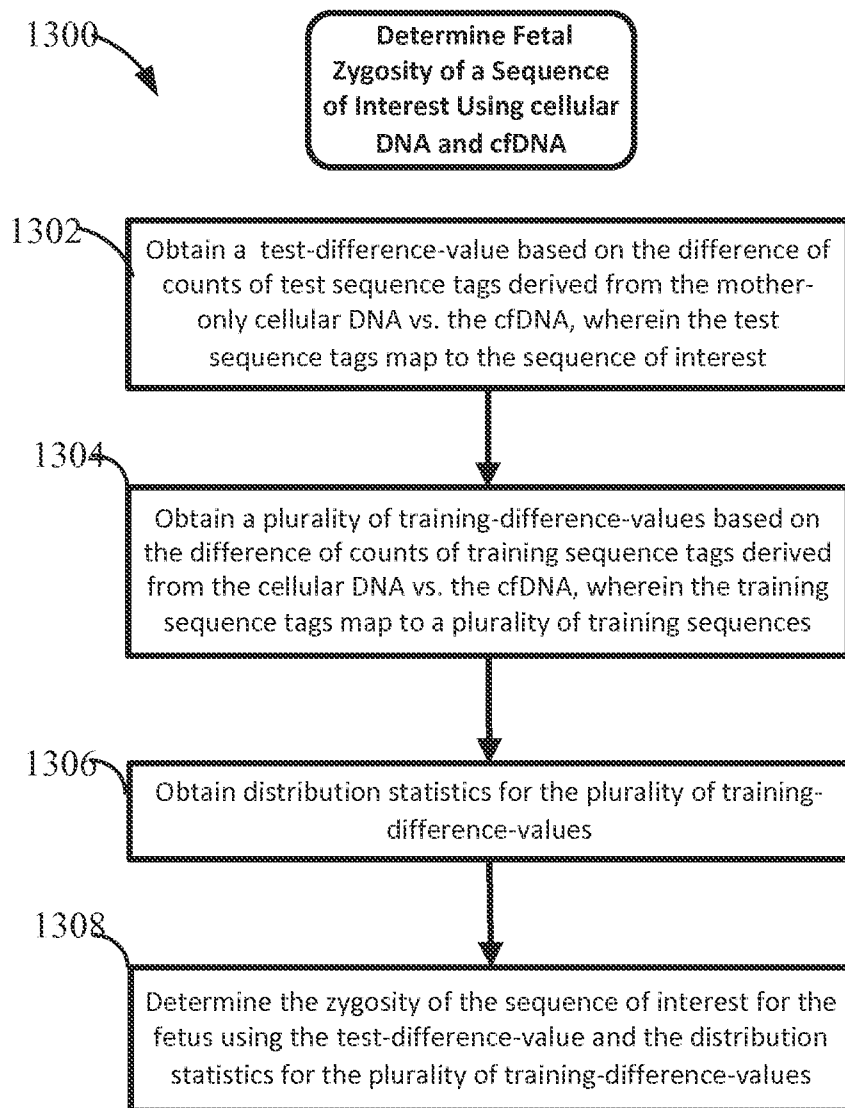 1300
Determine Fetal
Zygosity of a Sequence
of Interest Using cellular
DNA and cfDNA
1302
Obtain a test-difference-value based on the difference of
counts of test sequence tags derived from the mother-
only cellular DNA vs. the cfDNA, wherein the test
sequence tags map to the sequence of interest
1304
Obtain a plurality of training-difference-values based on
the difference of counts of training sequence tags derived
from the cellular DNA vs. the cfDNA, wherein the training
sequence tags map to a plurality of training sequences
1306
Obtain distribution statistics for the plurality of training-
difference-values
1308
Determine the zygosity of the sequence of interest for the
fetus using the test-difference-value and the distribution
statistics for the plurality of training-difference-values